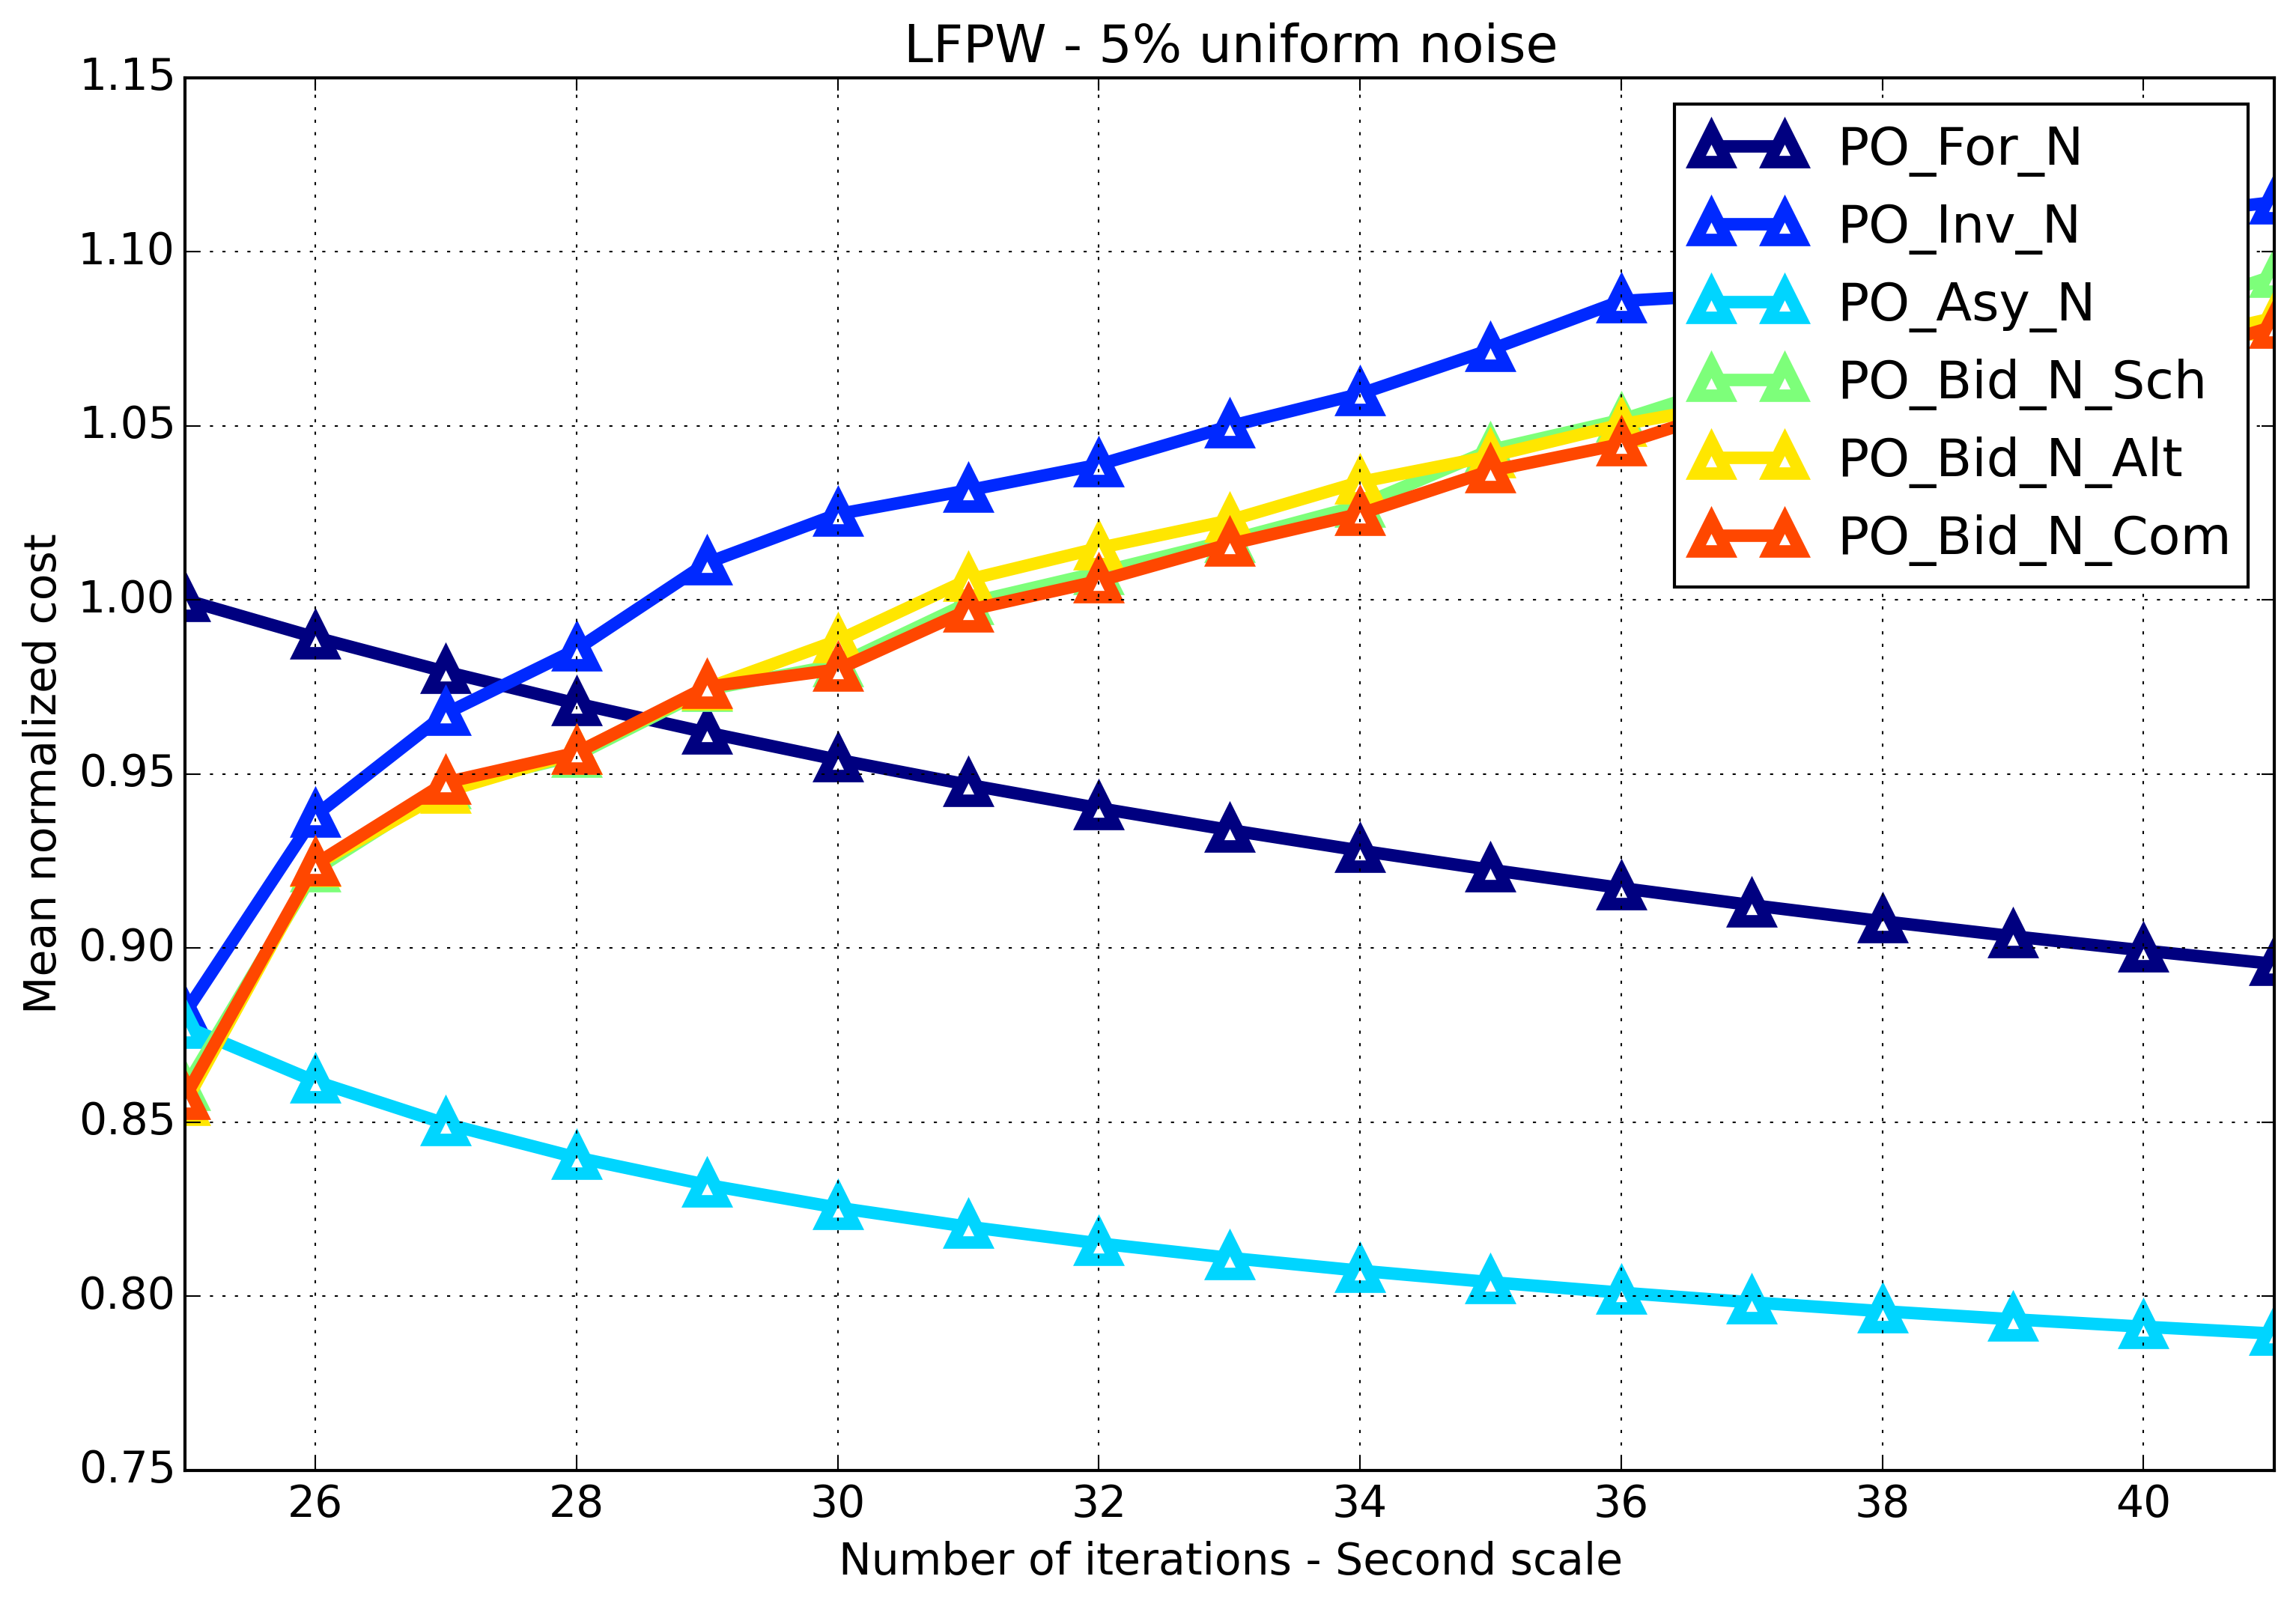 LFPW - 5% uniform noise
1.15
1.10
1.05
1.00
0.95
0.90
0.85
0.80
0.75
Mean normalized cost
PO_For_N
PO_Inv_N
PO_Asy_N
PO_Bid_N_Sch
PO_Bid_N_Alt
PO_Bid_N_Com
26 28 30 32 34 36 38 40
Number of iterations - Second scale